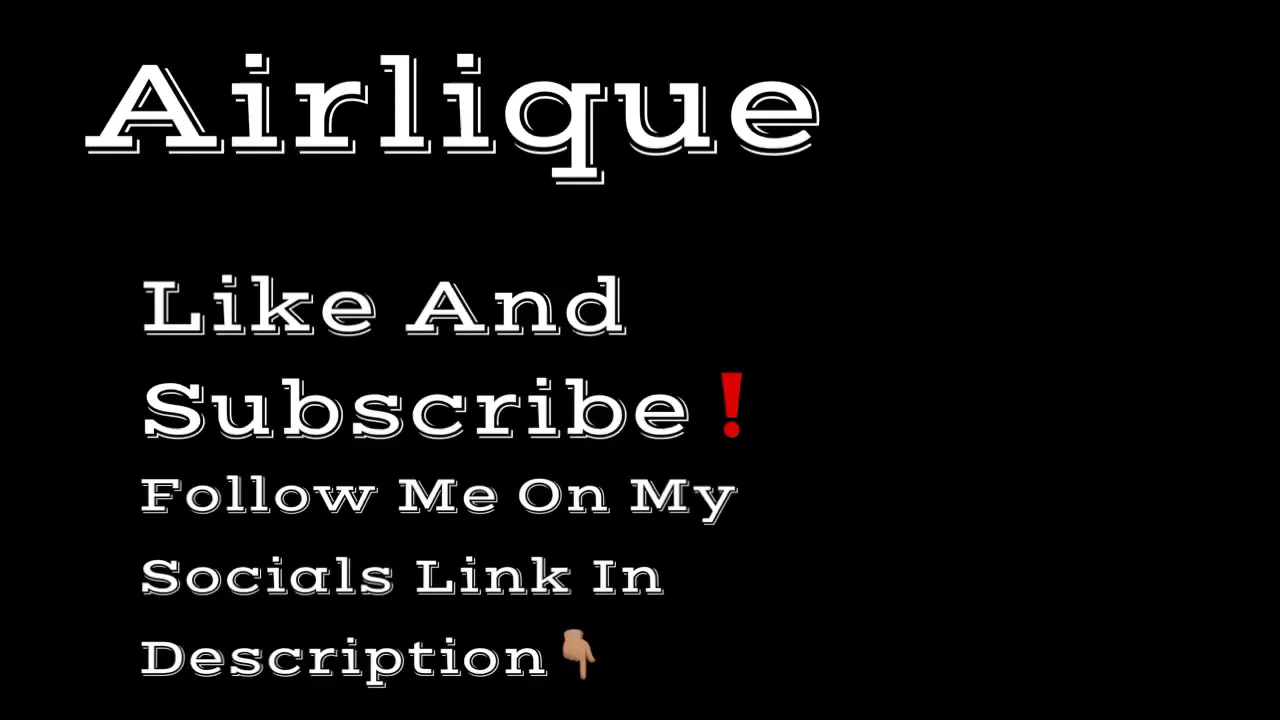 Airlique
Like And
Subscribe❗
Follow Me On My
Socials Link In
Description👇🏽